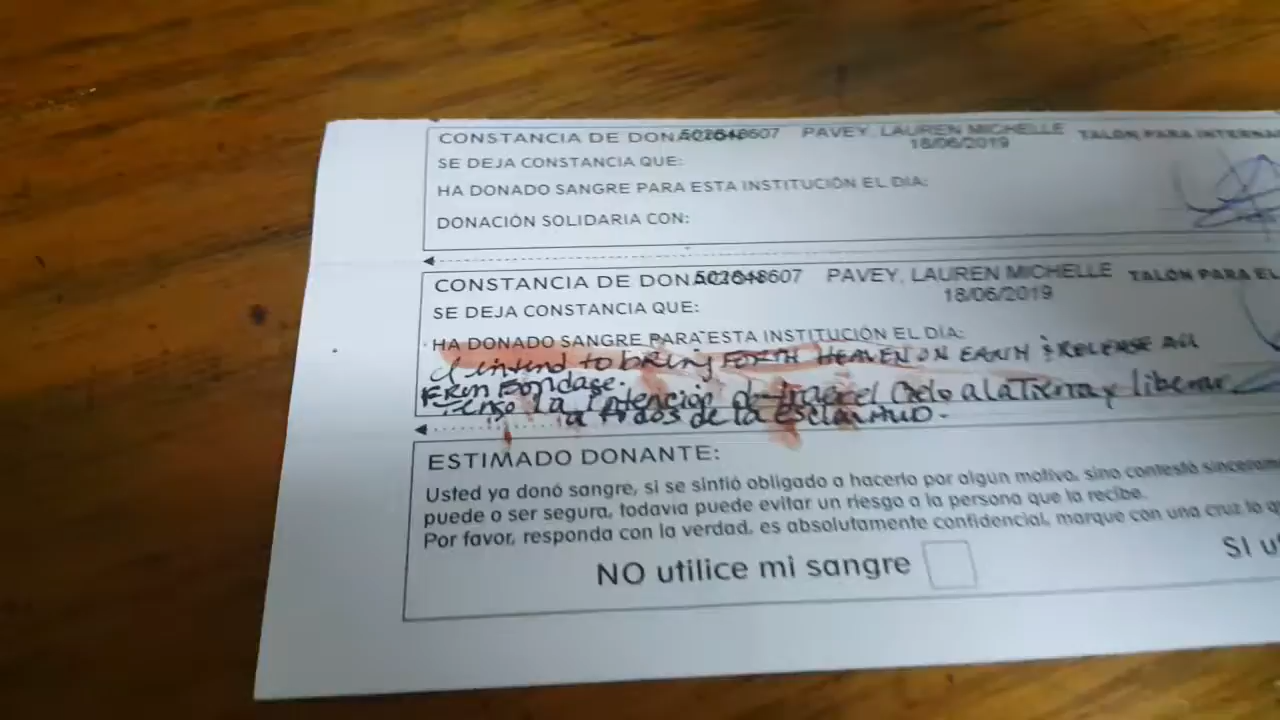 CONSTANCIA DE DON 502648607 PAVEY, LAUREN MICHELLE TALÓN PARA INTERNA
18/06/2019
SE DEJA CONSTANCIA QUE:
HA DONADO SANGRE PARA ESTA INSTITUCIÓN EL DÍA:
DONACIÓN SOLIDARIA CON:
CONSTANCIA DE DON 502648607 PAVEY, LAUREN MICHELLE TALÓN PARA EL
18/06/2019
SE DEJA CONSTANCIA QUE:
HA DONADO SANGRE PARA ESTA INSTITUCIÓN EL DÍA:
I intend to bring FORTH HEAVEN ON EARTH & RELEASE All
FROM BONDAGE.
Tengo La Intención de traer el Cielo a la Tierra y liberar
a todos de la EsclaviTUD.
ESTIMADO DONANTE:
Usted ya donó sangre, si se sintió obligado a hacerlo por algún motivo, sino contestó sinceram
puede o ser segura, todavía puede evitar un riesgo a la persona que la recibe.
Por favor, responda con la verdad, es absolutamente confidencial, marque con una cruz lo q
NO utilice mi sangre SI u